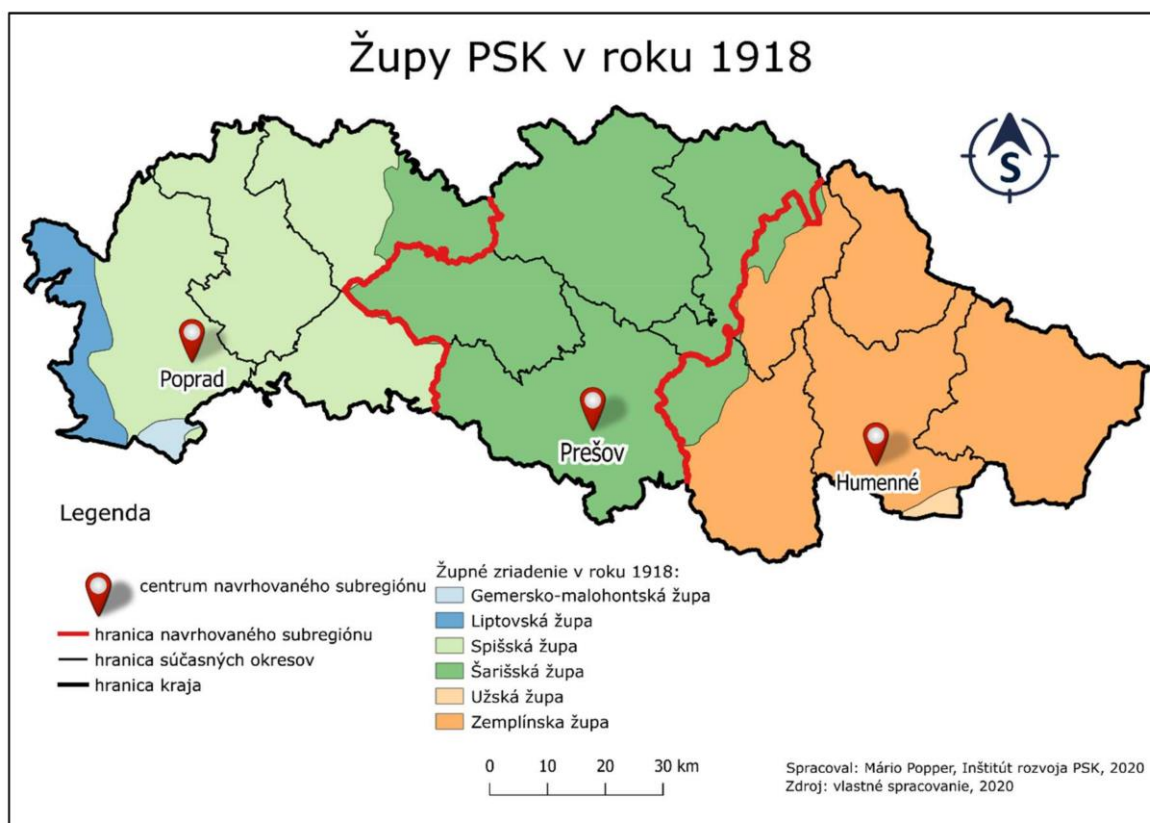 Župy PSK v roku 1918
S
Poprad
Prešov
Humenné
Legenda
centrum navrhovaného subregiónu
hranica navrhovaného subregiónu
hranica súčasných okresov
hranica kraja
Župné zriadenie v roku 1918:
Gemersko-malohontská župa
Liptovská župa
Spišská župa
Šarišská župa
Užská župa
Zemplínska župa
0 10 20 30 km
Spracoval: Mário Popper, Inštitút rozvoja PSK, 2020
Zdroj: vlastné spracovanie, 2020